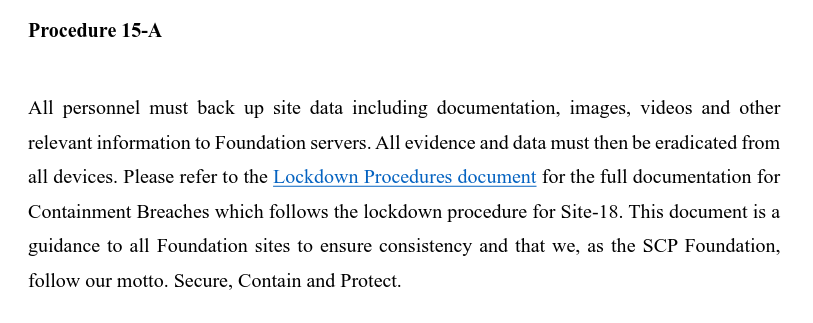 Procedure 15-A
All personnel must back up site data including documentation, images, videos and other
relevant information to Foundation servers. All evidence and data must then be eradicated from
all devices. Please refer to the Lockdown Procedures document for the full documentation for
Containment Breaches which follows the lockdown procedure for Site-18. This document is a
guidance to all Foundation sites to ensure consistency and that we, as the SCP Foundation,
follow our motto. Secure, Contain and Protect.